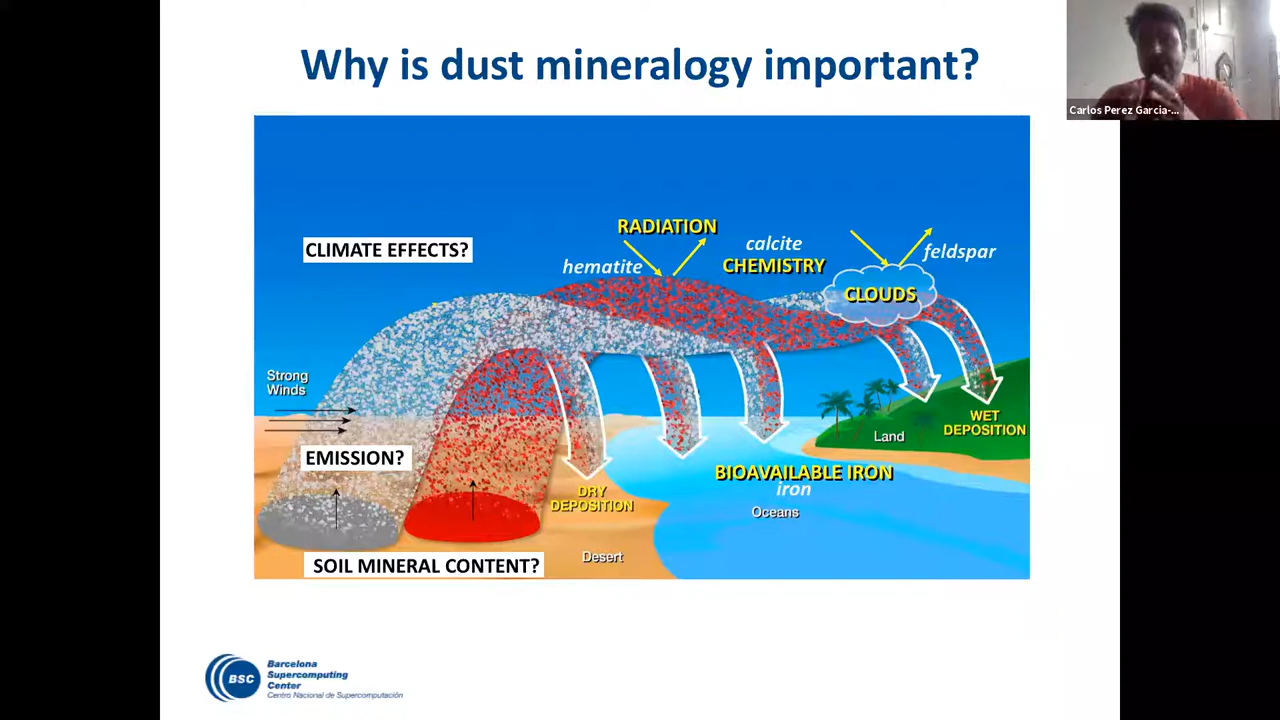 Why is dust mineralogy important?
Carlos Perez Garcia-...
RADIATION
CLIMATE EFFECTS?
calcite
feldspar
hematite
CHEMISTRY
CLOUDS
Strong
Winds
WET
DEPOSITION
Land
EMISSION?
BIOAVAILABLE IRON
iron
DRY
DEPOSITION
Oceans
Desert
SOIL MINERAL CONTENT?
BSC
Barcelona
Supercomputing
Center
Centro Nacional de Supercomputación